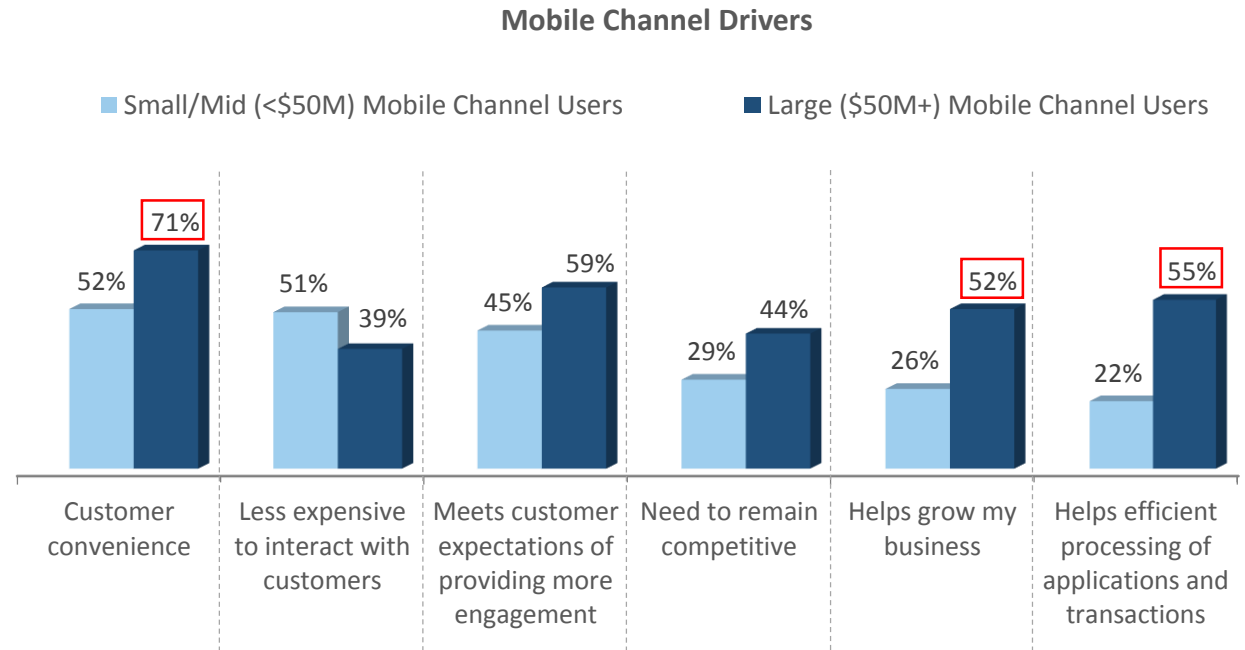 Mobile Channel Drivers
Small/Mid (<$50M) Mobile Channel Users
Large ($50M+) Mobile Channel Users
52%
71%
51%
39%
45%
59%
29%
44%
26%
52%
22%
55%
Customer
convenience
Less expensive
to interact with
customers
Meets customer
expectations of
providing more
engagement
Need to remain
competitive
Helps grow my
business
Helps efficient
processing of
applications and
transactions